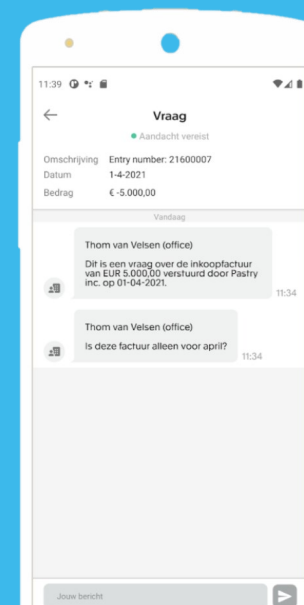 11:39
Vraag
Aandacht vereist
Omschrijving Entry number: 21600007
Datum 1-4-2021
Bedrag € -5.000,00
Vandaag
Thom van Velsen (office)
Dit is een vraag over de inkoopfactuur
van EUR 5.000,00 verstuurd door Pastry
inc. op 01-04-2021.
11:34
Thom van Velsen (office)
Is deze factuur alleen voor april?
11:34
Jouw bericht